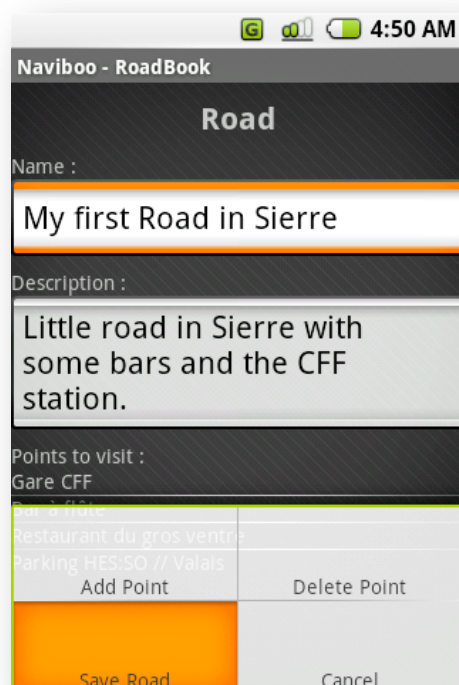 G 4:50 AM
Naviboo - RoadBook
Road
Name :
My first Road in Sierre
Description :
Little road in Sierre with
some bars and the CFF
station.
Points to visit :
Gare CFF
Bar à flûte
Restaurant du gros ventre
Parking HES:SO // Valais
Add Point Delete Point
Save Road Cancel